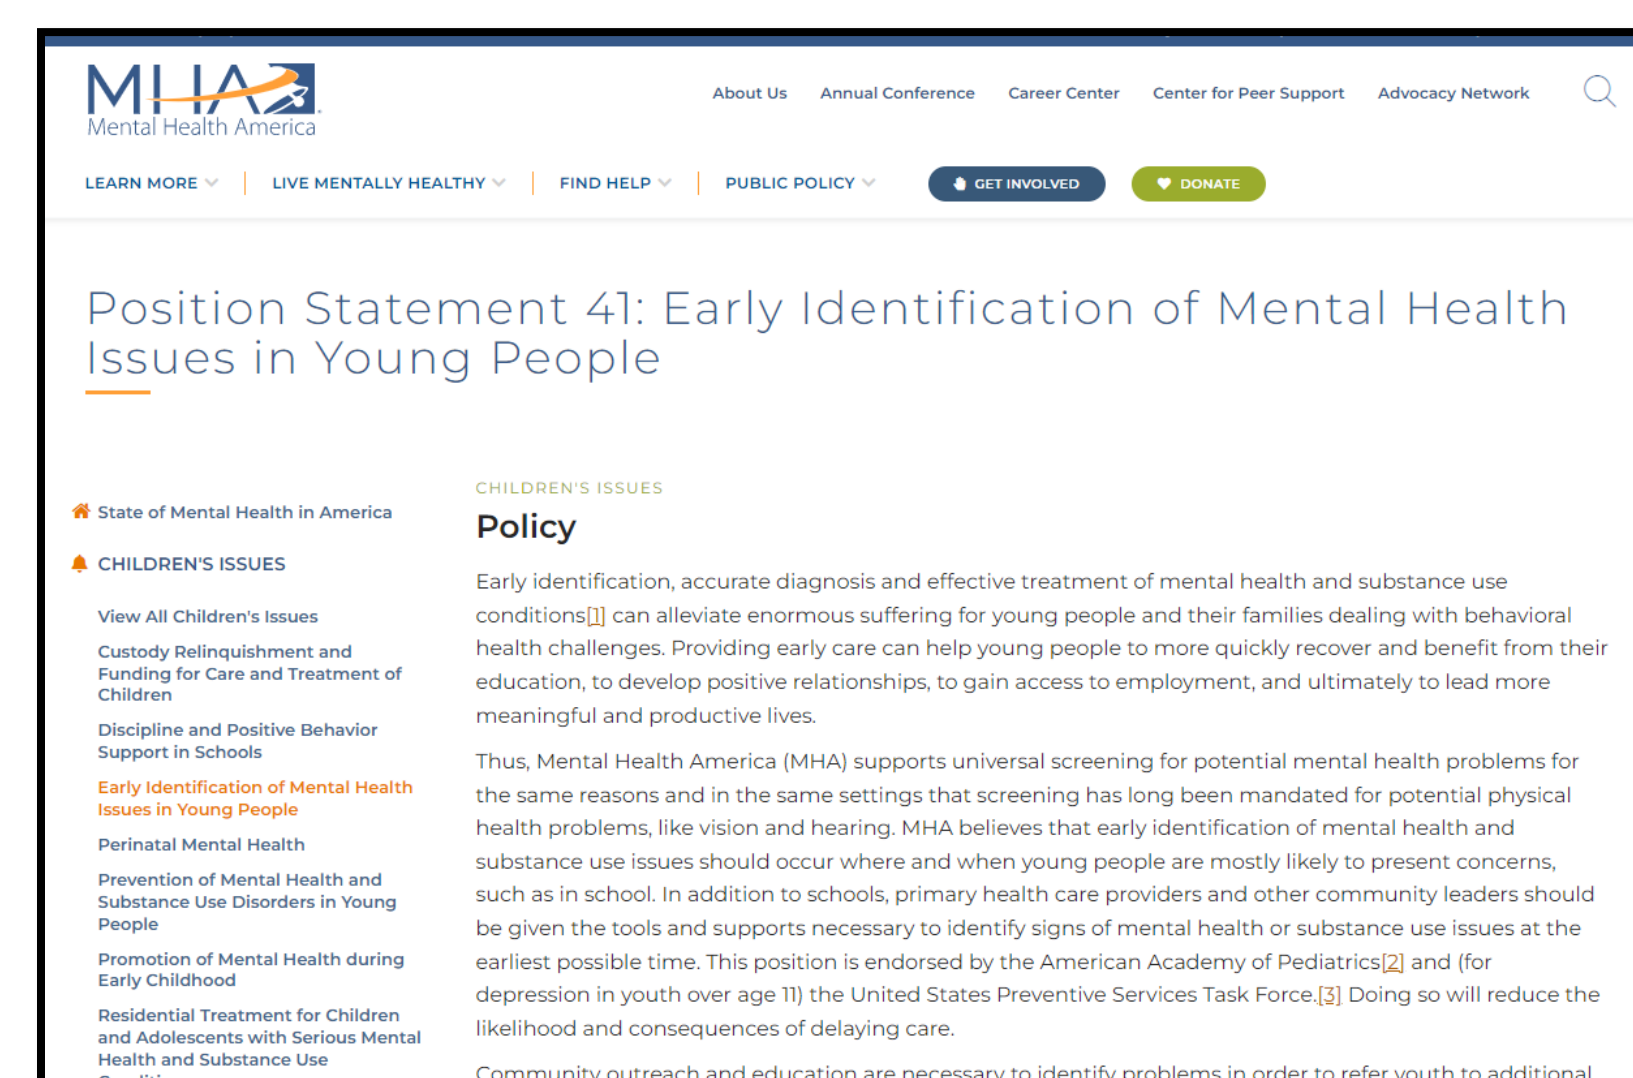 MHA
Mental Health America
About Us Annual Conference Career Center Center for Peer Support Advocacy Network
LEARN MORE LIVE MENTALLY HEALTHY FIND HELP PUBLIC POLICY GET INVOLVED DONATE
Position Statement 41: Early Identification of Mental Health
Issues in Young People
State of Mental Health in America
CHILDREN'S ISSUES
View All Children's Issues
Custody Relinquishment and
Funding for Care and Treatment of
Children
Discipline and Positive Behavior
Support in Schools
Early Identification of Mental Health
Issues in Young People
Perinatal Mental Health
Prevention of Mental Health and
Substance Use Disorders in Young
People
Promotion of Mental Health during
Early Childhood
Residential Treatment for Children
and Adolescents with Serious Mental
Health and Substance Use
CHILDREN'S ISSUES
Policy
Early identification, accurate diagnosis and effective treatment of mental health and substance use
conditions[1] can alleviate enormous suffering for young people and their families dealing with behavioral
health challenges. Providing early care can help young people to more quickly recover and benefit from their
education, to develop positive relationships, to gain access to employment, and ultimately to lead more
meaningful and productive lives.
Thus, Mental Health America (MHA) supports universal screening for potential mental health problems for
the same reasons and in the same settings that screening has long been mandated for potential physical
health problems, like vision and hearing. MHA believes that early identification of mental health and
substance use issues should occur where and when young people are mostly likely to present concerns,
such as in school. In addition to schools, primary health care providers and other community leaders should
be given the tools and supports necessary to identify signs of mental health or substance use issues at the
earliest possible time. This position is endorsed by the American Academy of Pediatrics[2] and (for
depression in youth over age 11) the United States Preventive Services Task Force.[3] Doing so will reduce the
likelihood and consequences of delaying care.
Community outreach and education are necessary to identify problems in order to refer youth to additional